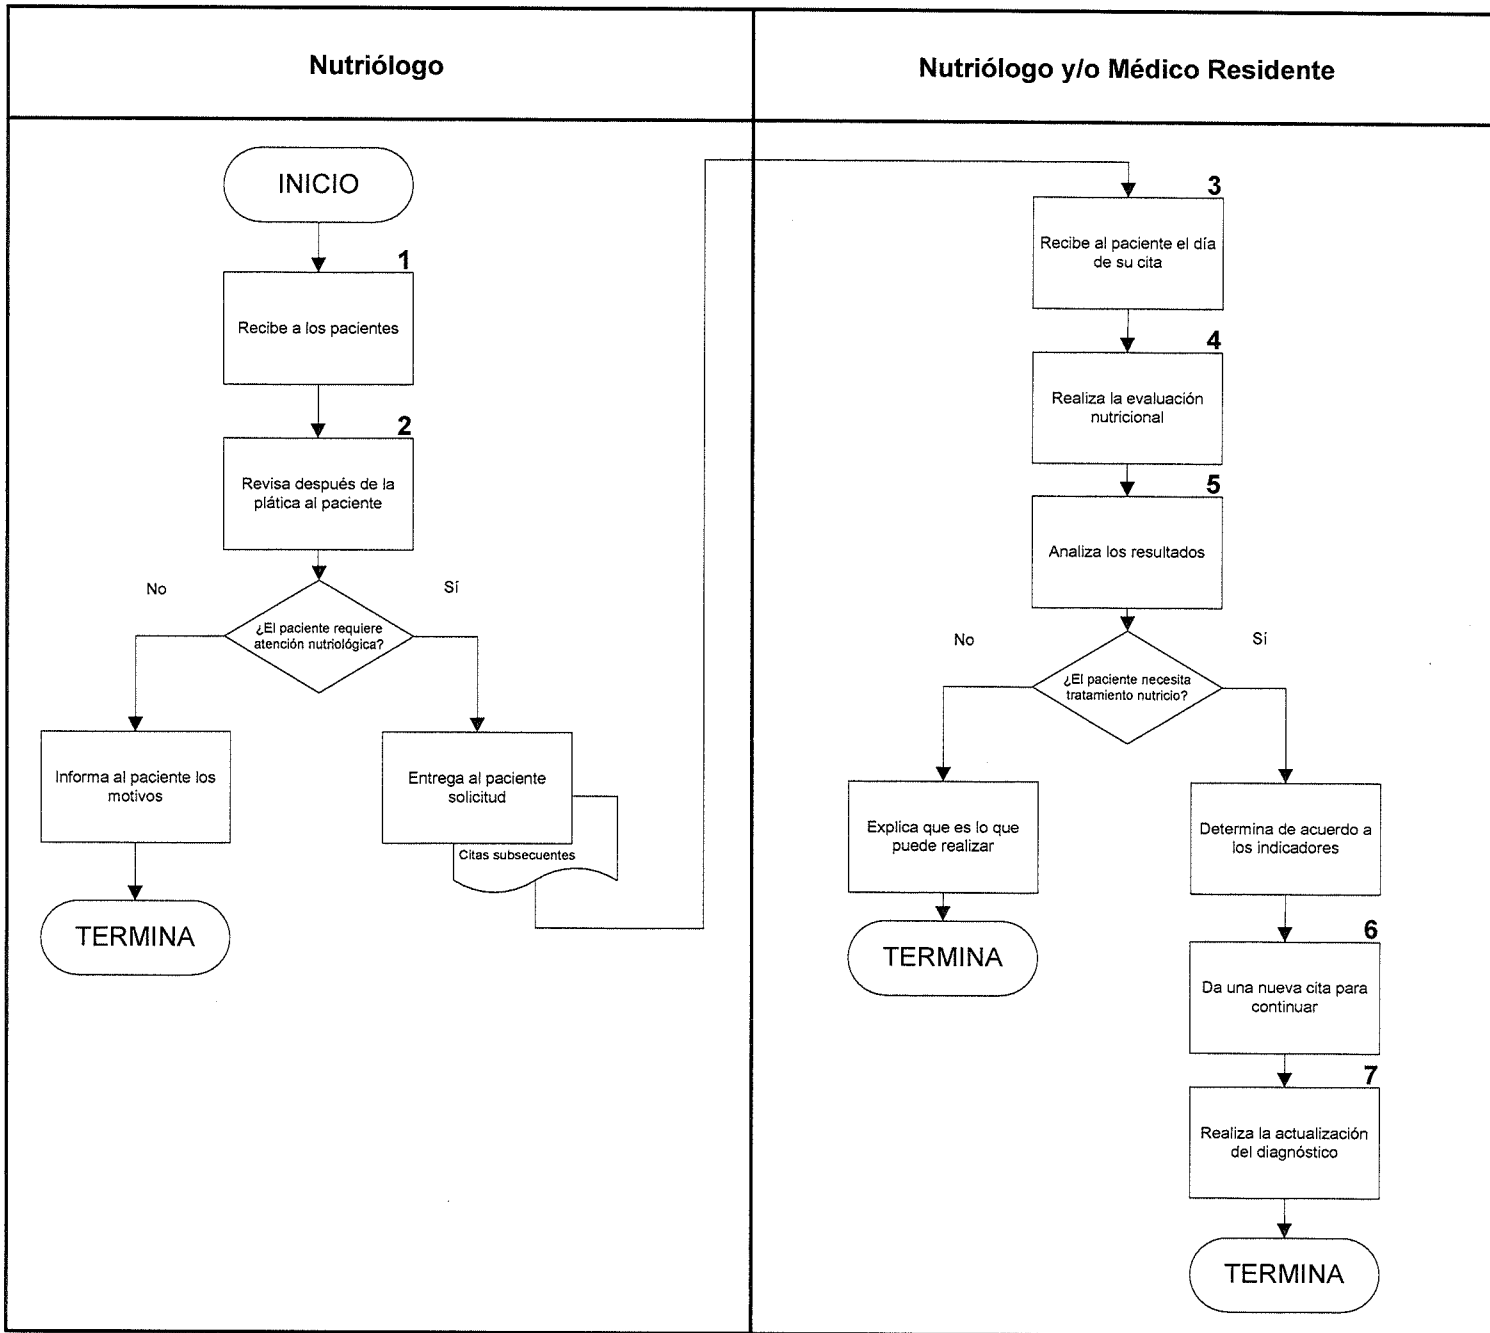 Nutriólogo
Nutriólogo y/o Médico Residente
INICIO
1
Recibe a los pacientes
2
Revisa después de la
plática al paciente
No
Sí
¿El paciente requiere
atención nutriológica?
Informa al paciente los
motivos
Entrega al paciente
solicitud
Citas subsecuentes
TERMINA
3
Recibe al paciente el día
de su cita
4
Realiza la evaluación
nutricional
5
Analiza los resultados
No
Sí
¿El paciente necesita
tratamiento nutricio?
Explica que es lo que
puede realizar
TERMINA
Determina de acuerdo a
los indicadores
6
Da una nueva cita para
continuar
7
Realiza la actualización
del diagnóstico
TERMINA